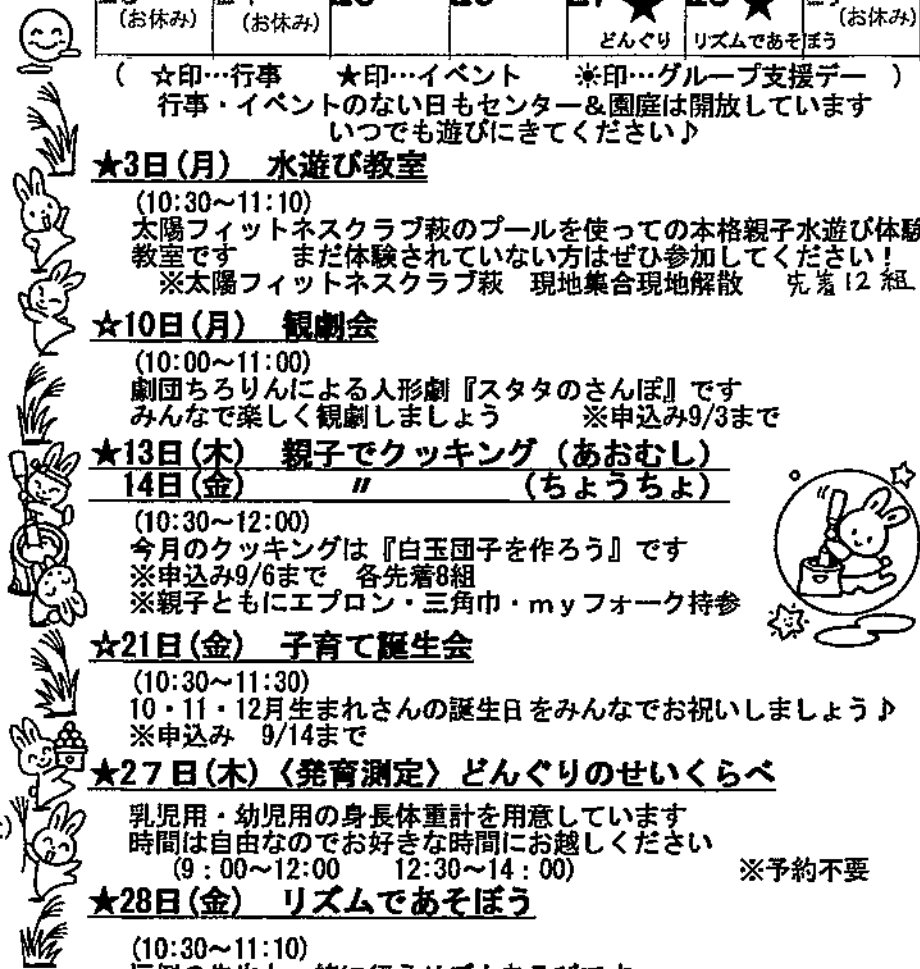 (お休み) (お休み) (お休み)
どんぐり リズムであそぼう
( ☆印…行事 ★印…イベント ☀印…グループ支援デー )
行事・イベントのない日もセンター&園庭は開放しています
いつでも遊びにきてください♪
★3日(月) 水遊び教室
(10:30~11:10)
太陽フィットネスクラブ萩のプールを使っての本格親子水遊び体験
教室です まだ体験されていない方はぜひ参加してください!
※太陽フィットネスクラブ萩 現地集合現地解散 先着12組
☆10日(月) 観劇会
(10:00~11:00)
劇団ちろりんによる人形劇『スタタのさんぽ』です
みんなで楽しく観劇しましょう ※申込み9/3まで
★13日(木) 親子でクッキング(あおむし)
14日(金) 〃 (ちょうちょ)
(10:30~12:00)
今月のクッキングは『白玉団子を作ろう』です
※申込み9/6まで 各先着8組
※親子ともにエプロン・三角巾・myフォーク持参
☆21日(金) 子育て誕生会
(10:30~11:30)
10・11・12月生まれさんの誕生日をみんなでお祝いしましょう♪
※申込み 9/14まで
★27日(木)〈発育測定〉どんぐりのせいくらべ
乳児用・幼児用の身長体重計を用意しています
時間は自由なのでお好きな時間にお越しください
(9:00~12:00 12:30~14:00) ※予約不要
★28日(金) リズムであそぼう
(10:30~11:10)